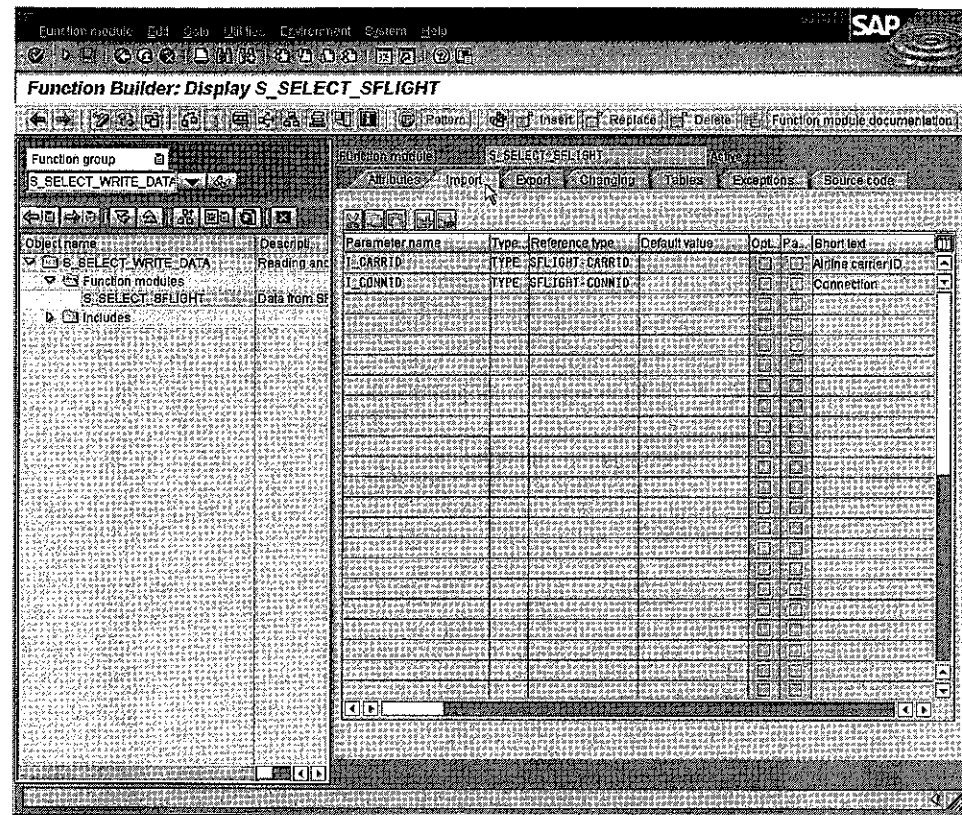 Function module Edit Goto Utilities Environment System Help
SAP
Function Builder: Display S_SELECT_SFLIGHT
Pattern Insert Replace Delete Function module documentation
Function group
S_SELECT_WRITE_DATA
Object name Descripti..
S_SELECT_WRITE_DATA Reading and
Function modules
S_SELECT_SFLIGHT Data from SF
Includes
Function module S_SELECT_SFLIGHT Active
Attributes Import Export Changing Tables Exceptions Source code
Parameter name Type.. Reference type Default value Opt.. Pa.. Short text
I_CARRID TYPE SFLIGHT-CARRID Airline carrier ID
I_CONNID TYPE SFLIGHT-CONNID Connection